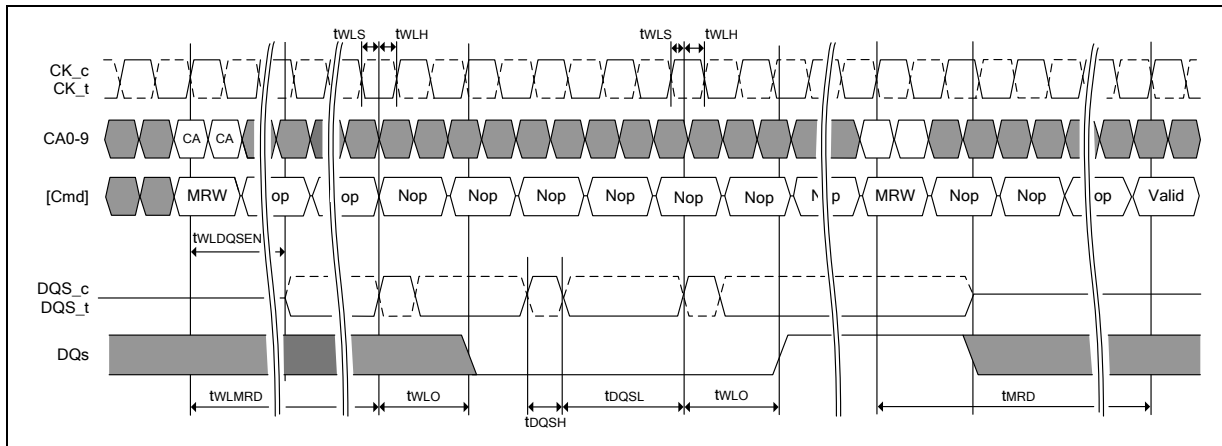 tWLS tWLH tWLS tWLH
CK_c
CK_t
CA0-9 CA CA
[Cmd] MRW op op Nop Nop Nop Nop Nop Nop N p MRW Nop Nop op Valid
tWLDQSEN
DQS_c
DQS_t
DQs
tWLMRD tWLO tDQSL tWLO tMRD
tDQSH